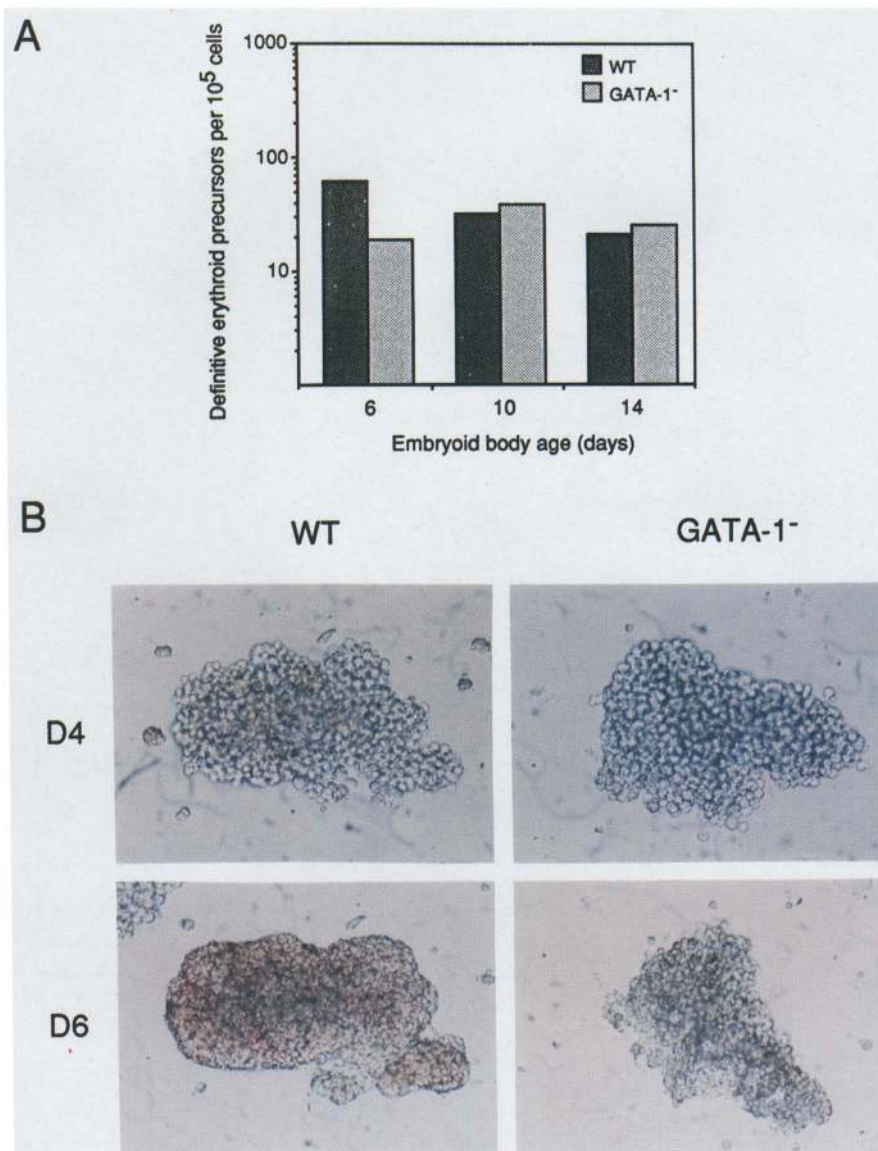 A
Definitive erythroid precursors per 10⁵ cells
1000
100
10
WT
GATA-1⁻
6
10
14
Embryoid body age (days)
B
WT
GATA-1⁻
D4
D6